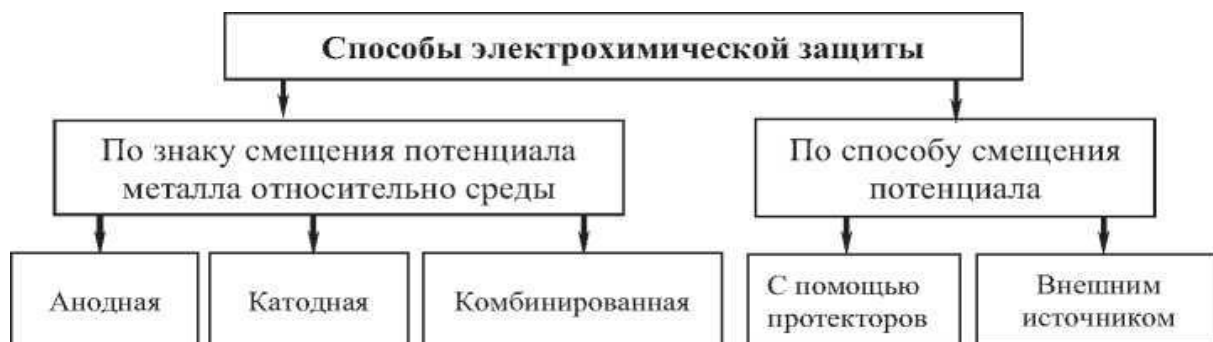 Способы электрохимической защиты
По знаку смещения потенциала
металла относительно среды
По способу смещения
потенциала
Анодная
Катодная
Комбинированная
С помощью
протекторов
Внешним
источником